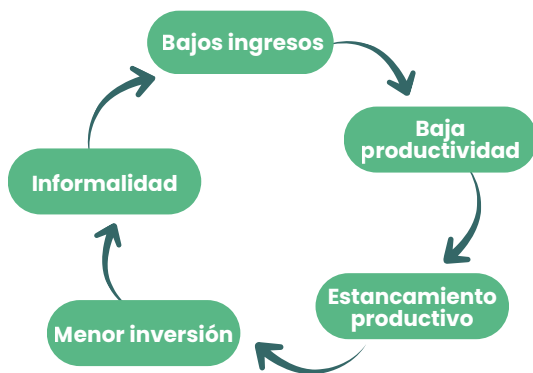 Bajos ingresos
Baja
productividad
Estancamiento
productivo
Menor inversión
Informalidad